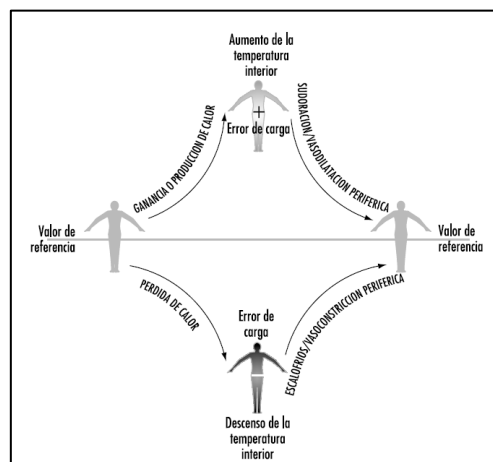 Aumento de la
temperatura
interior
Error de carga
GANANCIA O PRODUCCION DE CALOR
SUDORACION/VASODILATACION PERIFERICA
Valor de
referencia
Valor de
referencia
PERDIDA DE CALOR
ESCALOFRIOS/VASOCONSTRICCION PERIFERICA
Error de
carga
Descenso de la
temperatura
interior